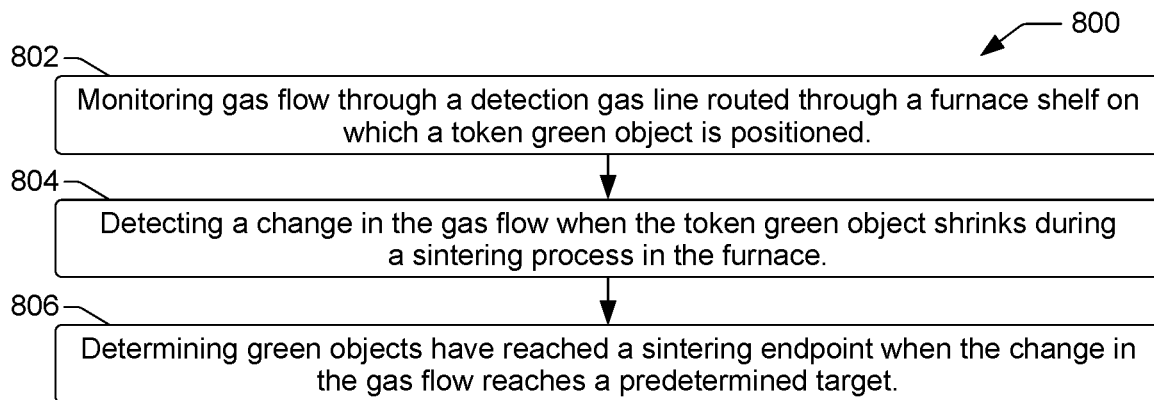 800
802
Monitoring gas flow through a detection gas line routed through a furnace shelf on
which a token green object is positioned.
804
Detecting a change in the gas flow when the token green object shrinks during
a sintering process in the furnace.
806
Determining green objects have reached a sintering endpoint when the change in
the gas flow reaches a predetermined target.